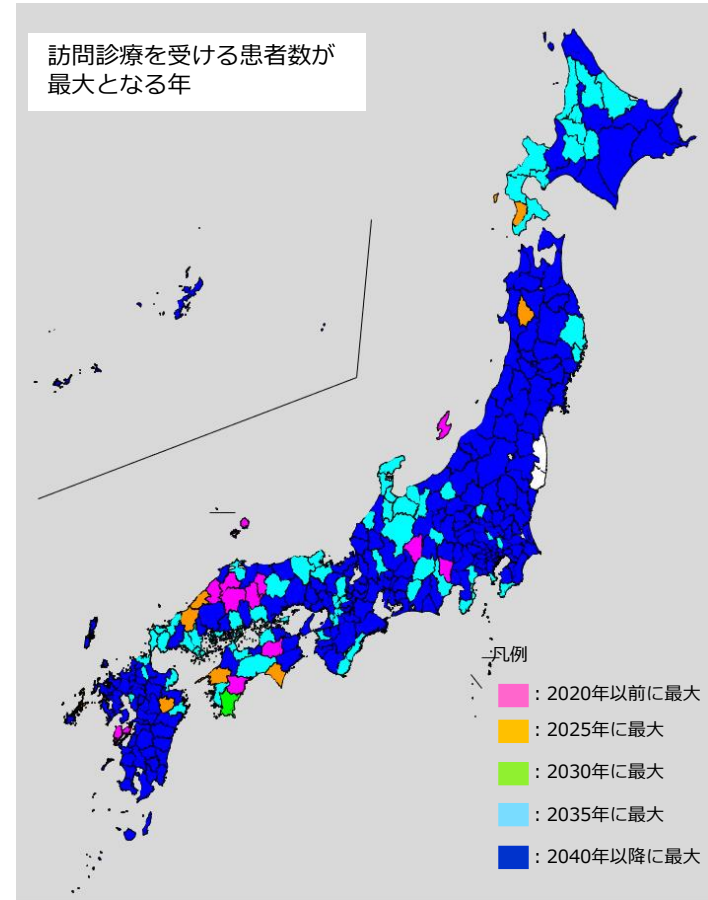 訪問診療を受ける患者数が
最大となる年
凡例
：2020年以前に最大
：2025年に最大
：2030年に最大
：2035年に最大
：2040年以降に最大